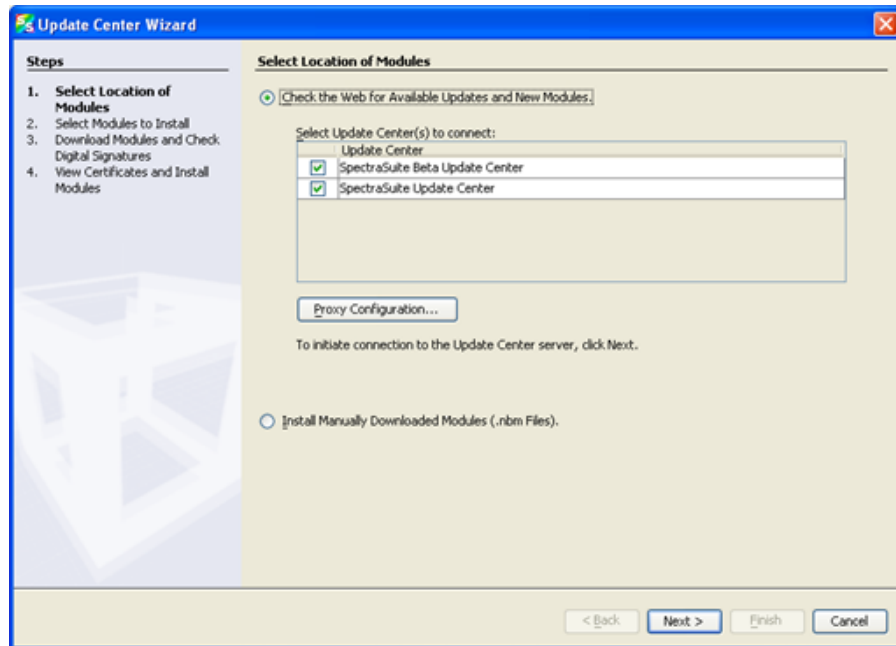 Update Center Wizard
Steps
1. Select Location of
Modules
2. Select Modules to Install
3. Download Modules and Check
Digital Signatures
4. View Certificates and Install
Modules
Select Location of Modules
Check the Web for Available Updates and New Modules.
Select Update Center(s) to connect:
Update Center
SpectraSuite Beta Update Center
SpectraSuite Update Center
Proxy Configuration...
To initiate connection to the Update Center server, click Next.
Install Manually Downloaded Modules (.nbm Files).
< Back Next > Finish Cancel